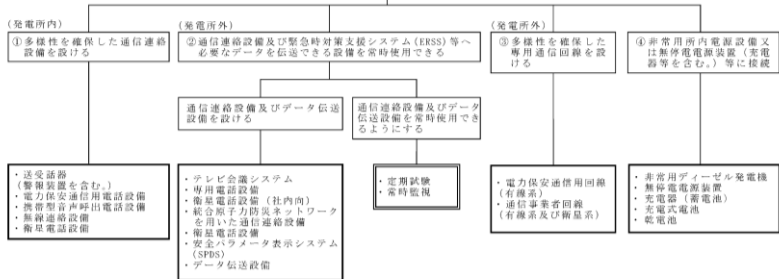 (発電所内)
①多様性を確保した通信連絡
設備を設ける
(発電所外)
②通信連絡設備及び緊急時対策支援システム(ERSS)等へ
必要なデータを伝送できる設備を常時使用できる
(発電所外)
③多様性を確保した
専用通信回線を設
ける
④非常用所内電源設備又
は無停電電源装置(充電
器等を含む。)等に接続
通信連絡設備及びデータ伝送
設備を設ける
通信連絡設備及びデータ
伝送設備を常時使用でき
るようにする
・送受話器
(警報装置を含む。)
・電力保安通信用電話設備
・携帯型音声呼出電話設備
・無線連絡設備
・衛星電話設備
・テレビ会議システム
・専用電話設備
・衛星電話設備(社内向)
・統合原子力防災ネットワーク
を用いた通信連絡設備
・衛星電話設備
・安全パラメータ表示システム
(SPDS)
・データ伝送設備
・定期試験
・常時監視
・電力保安通信用回線
(有線系)
・通信事業者回線
(有線系及び衛星系)
・非常用ディーゼル発電機
・無停電電源装置
・充電器(蓄電池)
・充電式電池
・乾電池